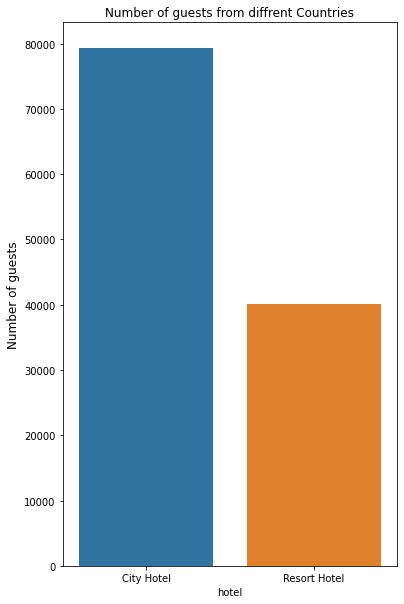 Number of guests from diffrent Countries
Number of guests
80000
70000
60000
50000
40000
30000
20000
10000
0
City Hotel
Resort Hotel
hotel